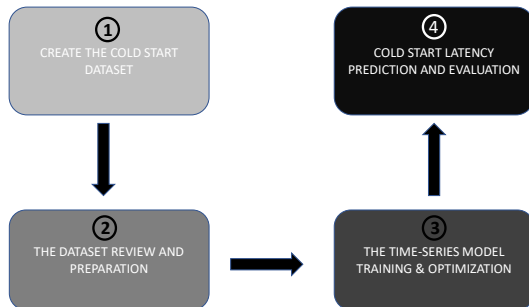 1
CREATE THE COLD START
DATASET
2
THE DATASET REVIEW AND
PREPARATION
3
THE TIME-SERIES MODEL
TRAINING & OPTIMIZATION
4
COLD START LATENCY
PREDICTION AND EVALUATION